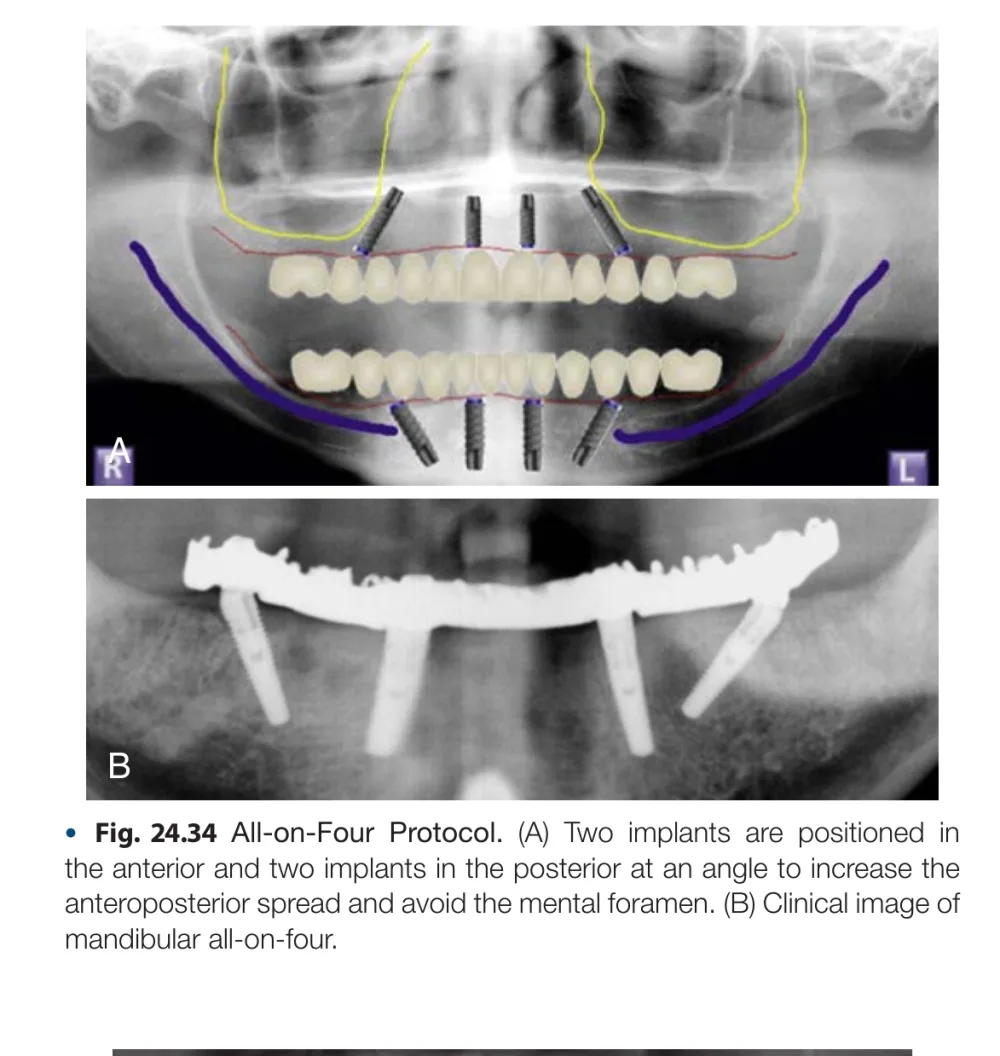 A
R
L
B
• Fig. 24.34 All-on-Four Protocol. (A) Two implants are positioned in
the anterior and two implants in the posterior at an angle to increase the
anteroposterior spread and avoid the mental foramen. (B) Clinical image of
mandibular all-on-four.